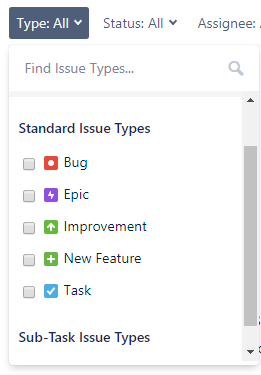 Type: All Status: All Assignee:
Find Issue Types...
Standard Issue Types
Bug
Epic
Improvement
New Feature
Task
Sub-Task Issue Types